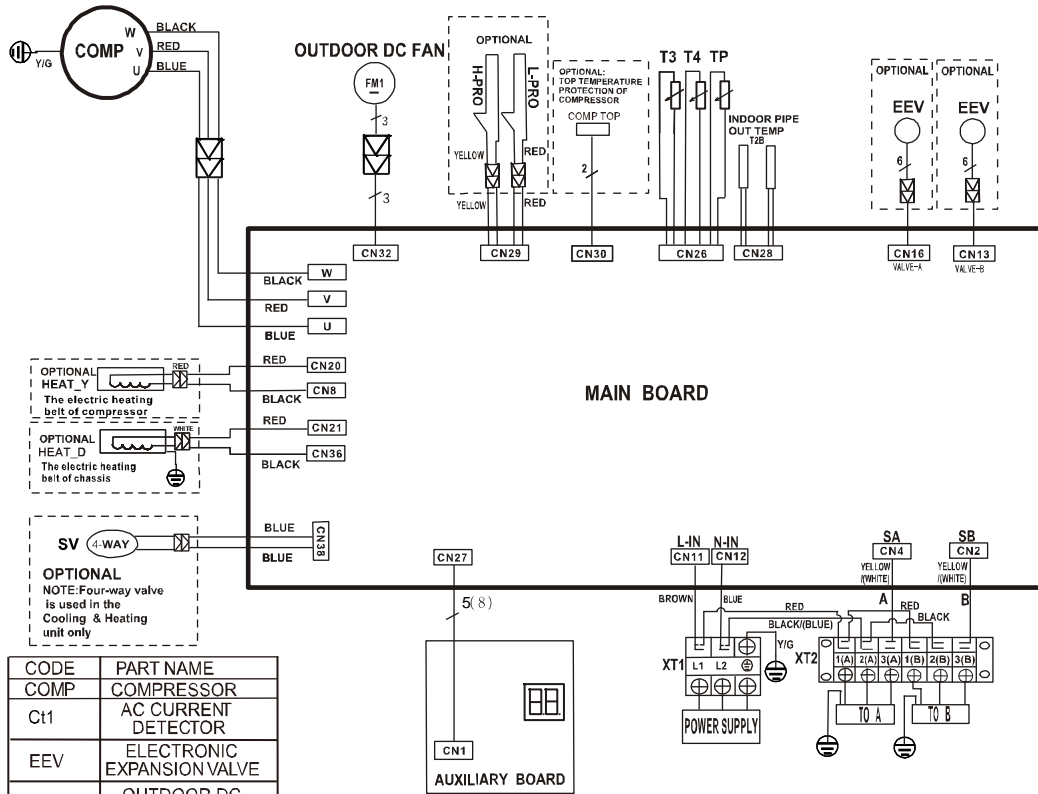 COMP
W
V
U
BLACK
RED
BLUE
Y/G
OUTDOOR DC FAN
FM1
3
3
OPTIONAL
H-PRO
L-PRO
YELLOW
RED
YELLOW
RED
OPTIONAL:
TOP TEMPERATURE
PROTECTION OF
COMPRESSOR
COMP TOP
2
T3 T4 TP
INDOOR PIPE
OUT TEMP
T2B
OPTIONAL
EEV
6
OPTIONAL
EEV
6
CN32
CN29
CN30
CN26
CN28
CN16
VALVE-A
CN13
VALVE-B
BLACK
W
RED
V
BLUE
U
OPTIONAL
HEAT_Y
The electric heating
belt of compressor
RED
RED
CN20
BLACK
CN8
OPTIONAL
HEAT_D
The electric heating
belt of chassis
WHITE
RED
CN21
BLACK
CN36
MAIN BOARD
SV
4-WAY
OPTIONAL
NOTE:Four-way valve
is used in the
Cooling & Heating
unit only
BLUE
BLUE
CN38
CN27
5(8)
CN1
AUXILIARY BOARD
L-IN N-IN
CN11 CN12
BROWN
BLUE
RED
BLACK/(BLUE)
Y/G
XT1
L1 L2
POWER SUPPLY
SA
CN4
YELLOW
/(WHITE)
A
SB
CN2
YELLOW
/(WHITE)
B
RED
BLACK
XT2
1(A) 2(A) 3(A) 1(B) 2(B) 3(B)
TO A
TO B
CODE PART NAME
COMP COMPRESSOR
Ct1 AC CURRENT
DETECTOR
EEV ELECTRONIC
EXPANSION VALVE
OUTDOOR DC